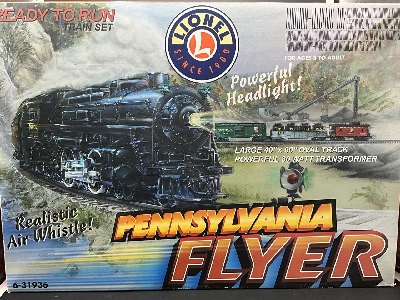 READY TO RUN
TRAIN SET
LIONEL
SINCE 1900
FOR AGES 8 TO ADULT
Powerful
Headlight!
LARGE 40" x 60" OVAL TRACK
POWERFUL 80 WATT TRANSFORMER
Realistic
Air Whistle!
PENNSYLVANIA
FLYER
6-31936